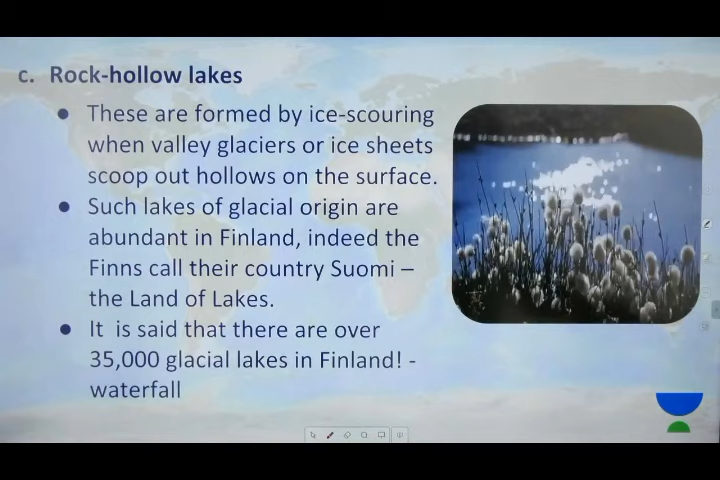 c. Rock-hollow lakes
● These are formed by ice-scouring
when valley glaciers or ice sheets
scoop out hollows on the surface.
● Such lakes of glacial origin are
abundant in Finland, indeed the
Finns call their country Suomi –
the Land of Lakes.
● It is said that there are over
35,000 glacial lakes in Finland! -
waterfall